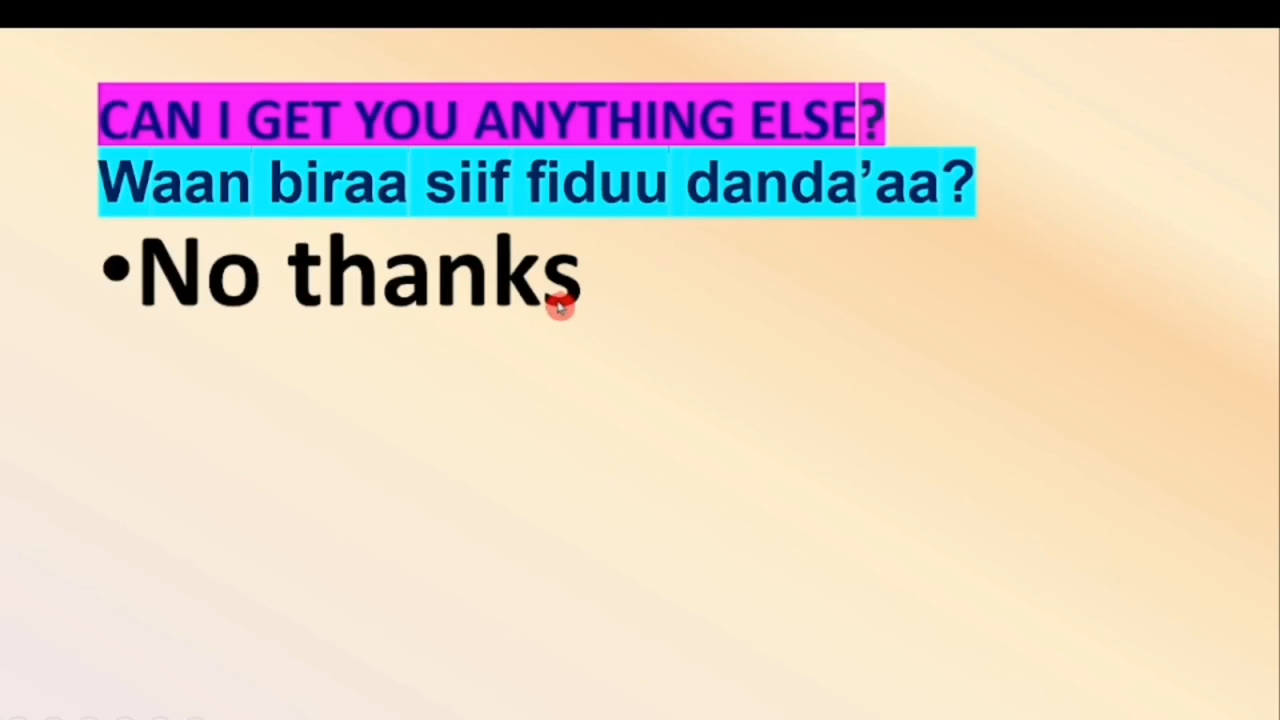 CAN I GET YOU ANYTHING ELSE?
Waan biraa siif fiduu danda’aa?
•No thanks